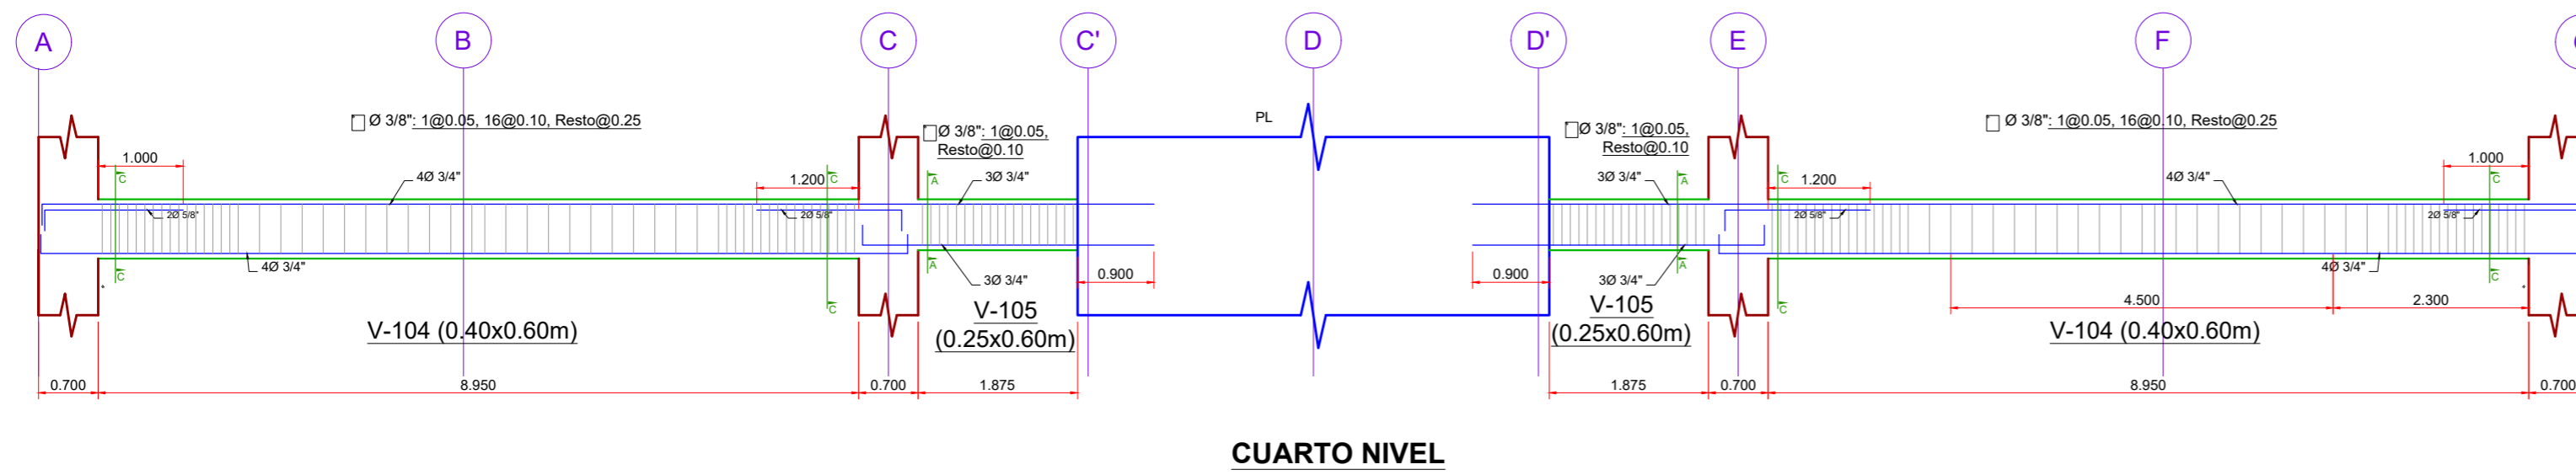 A
B
C
C'
D
D'
E
F
PL
Ø 3/8": 1@0.05, 16@0.10, Resto@0.25
Ø 3/8": 1@0.05,
Resto@0.10
Ø 3/8": 1@0.05,
Resto@0.10
Ø 3/8": 1@0.05, 16@0.10, Resto@0.25
1.000
C
4Ø 3/4"
1.200
C
A
3Ø 3/4"
3Ø 3/4"
A
C
1.200
4Ø 3/4"
1.000
C
2Ø 5/8"
2Ø 5/8"
2Ø 5/8"
2Ø 5/8"
4Ø 3/4"
C
C
A
3Ø 3/4"
0.900
0.900
3Ø 3/4"
A
C
4Ø 3/4"
C
4.500
2.300
V-104 (0.40x0.60m)
V-105
(0.25x0.60m)
V-105
(0.25x0.60m)
V-104 (0.40x0.60m)
0.700
8.950
0.700
1.875
1.875
0.700
8.950
0.700
CUARTO NIVEL